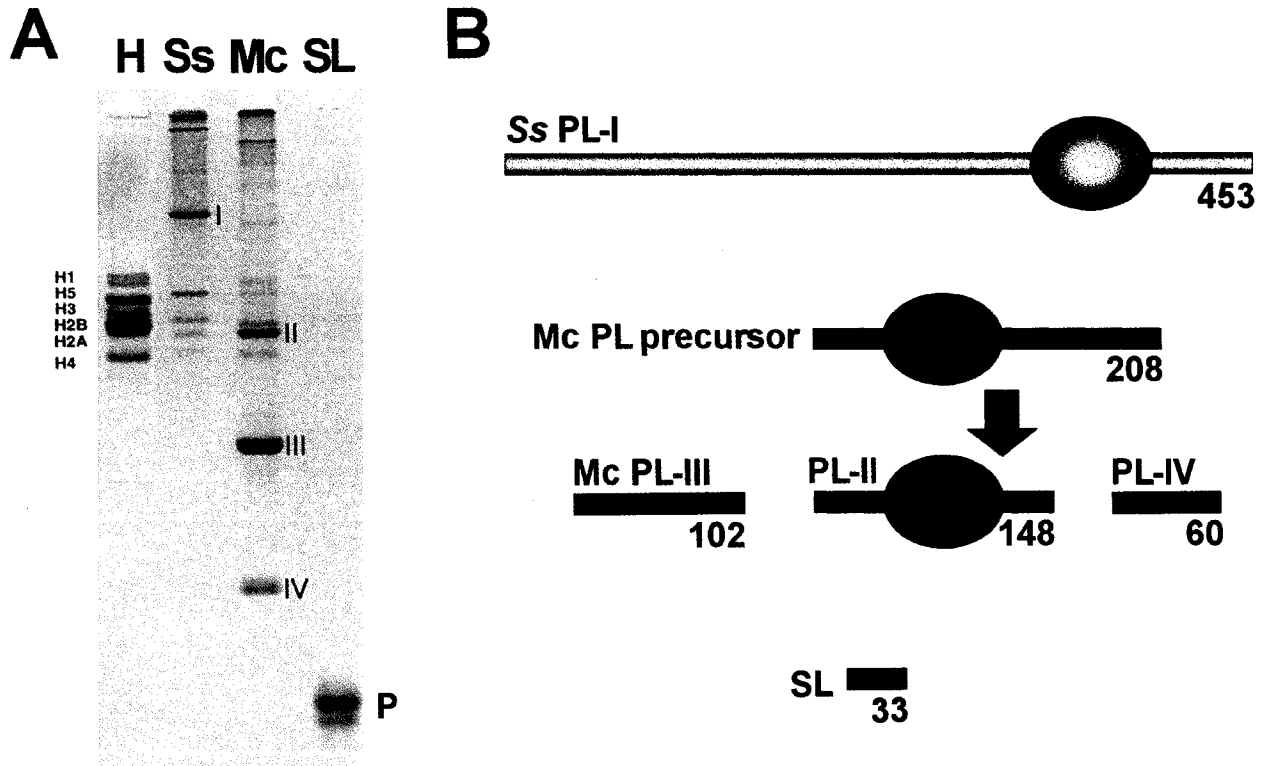 A
H Ss Mc SL
I
H1
H5
H3
H2B
H2A
H4
II
III
IV
P
B
Ss PL-I
453
Mc PL precursor
208
Mc PL-III
102
PL-II
148
PL-IV
60
SL
33